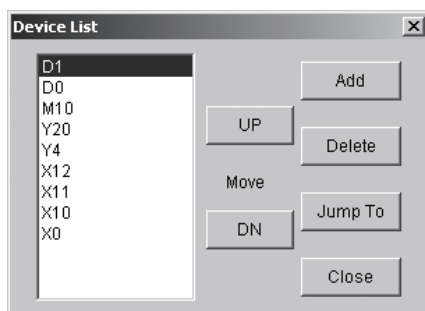 Device List
D1
D0
M10
Y20
Y4
X12
X11
X10
X0
UP
Move
DN
Add
Delete
Jump To
Close